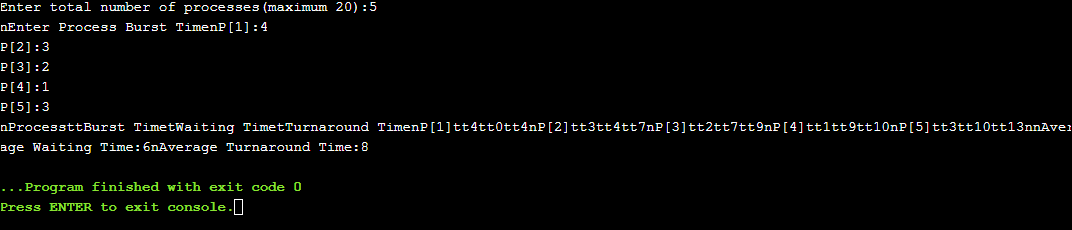 Enter total number of processes(maximum 20):5
nEnter Process Burst TimenP[1]:4
P[2]:3
P[3]:2
P[4]:1
P[5]:3
nProcessttBurst TimetWaiting TimetTurnaround TimenP[1]tt4tt0tt4nP[2]tt3tt4tt7nP[3]tt2tt7tt9nP[4]tt1tt9tt10nP[5]tt3tt10tt13nnAver
age Waiting Time:6nAverage Turnaround Time:8
...Program finished with exit code 0
Press ENTER to exit console.